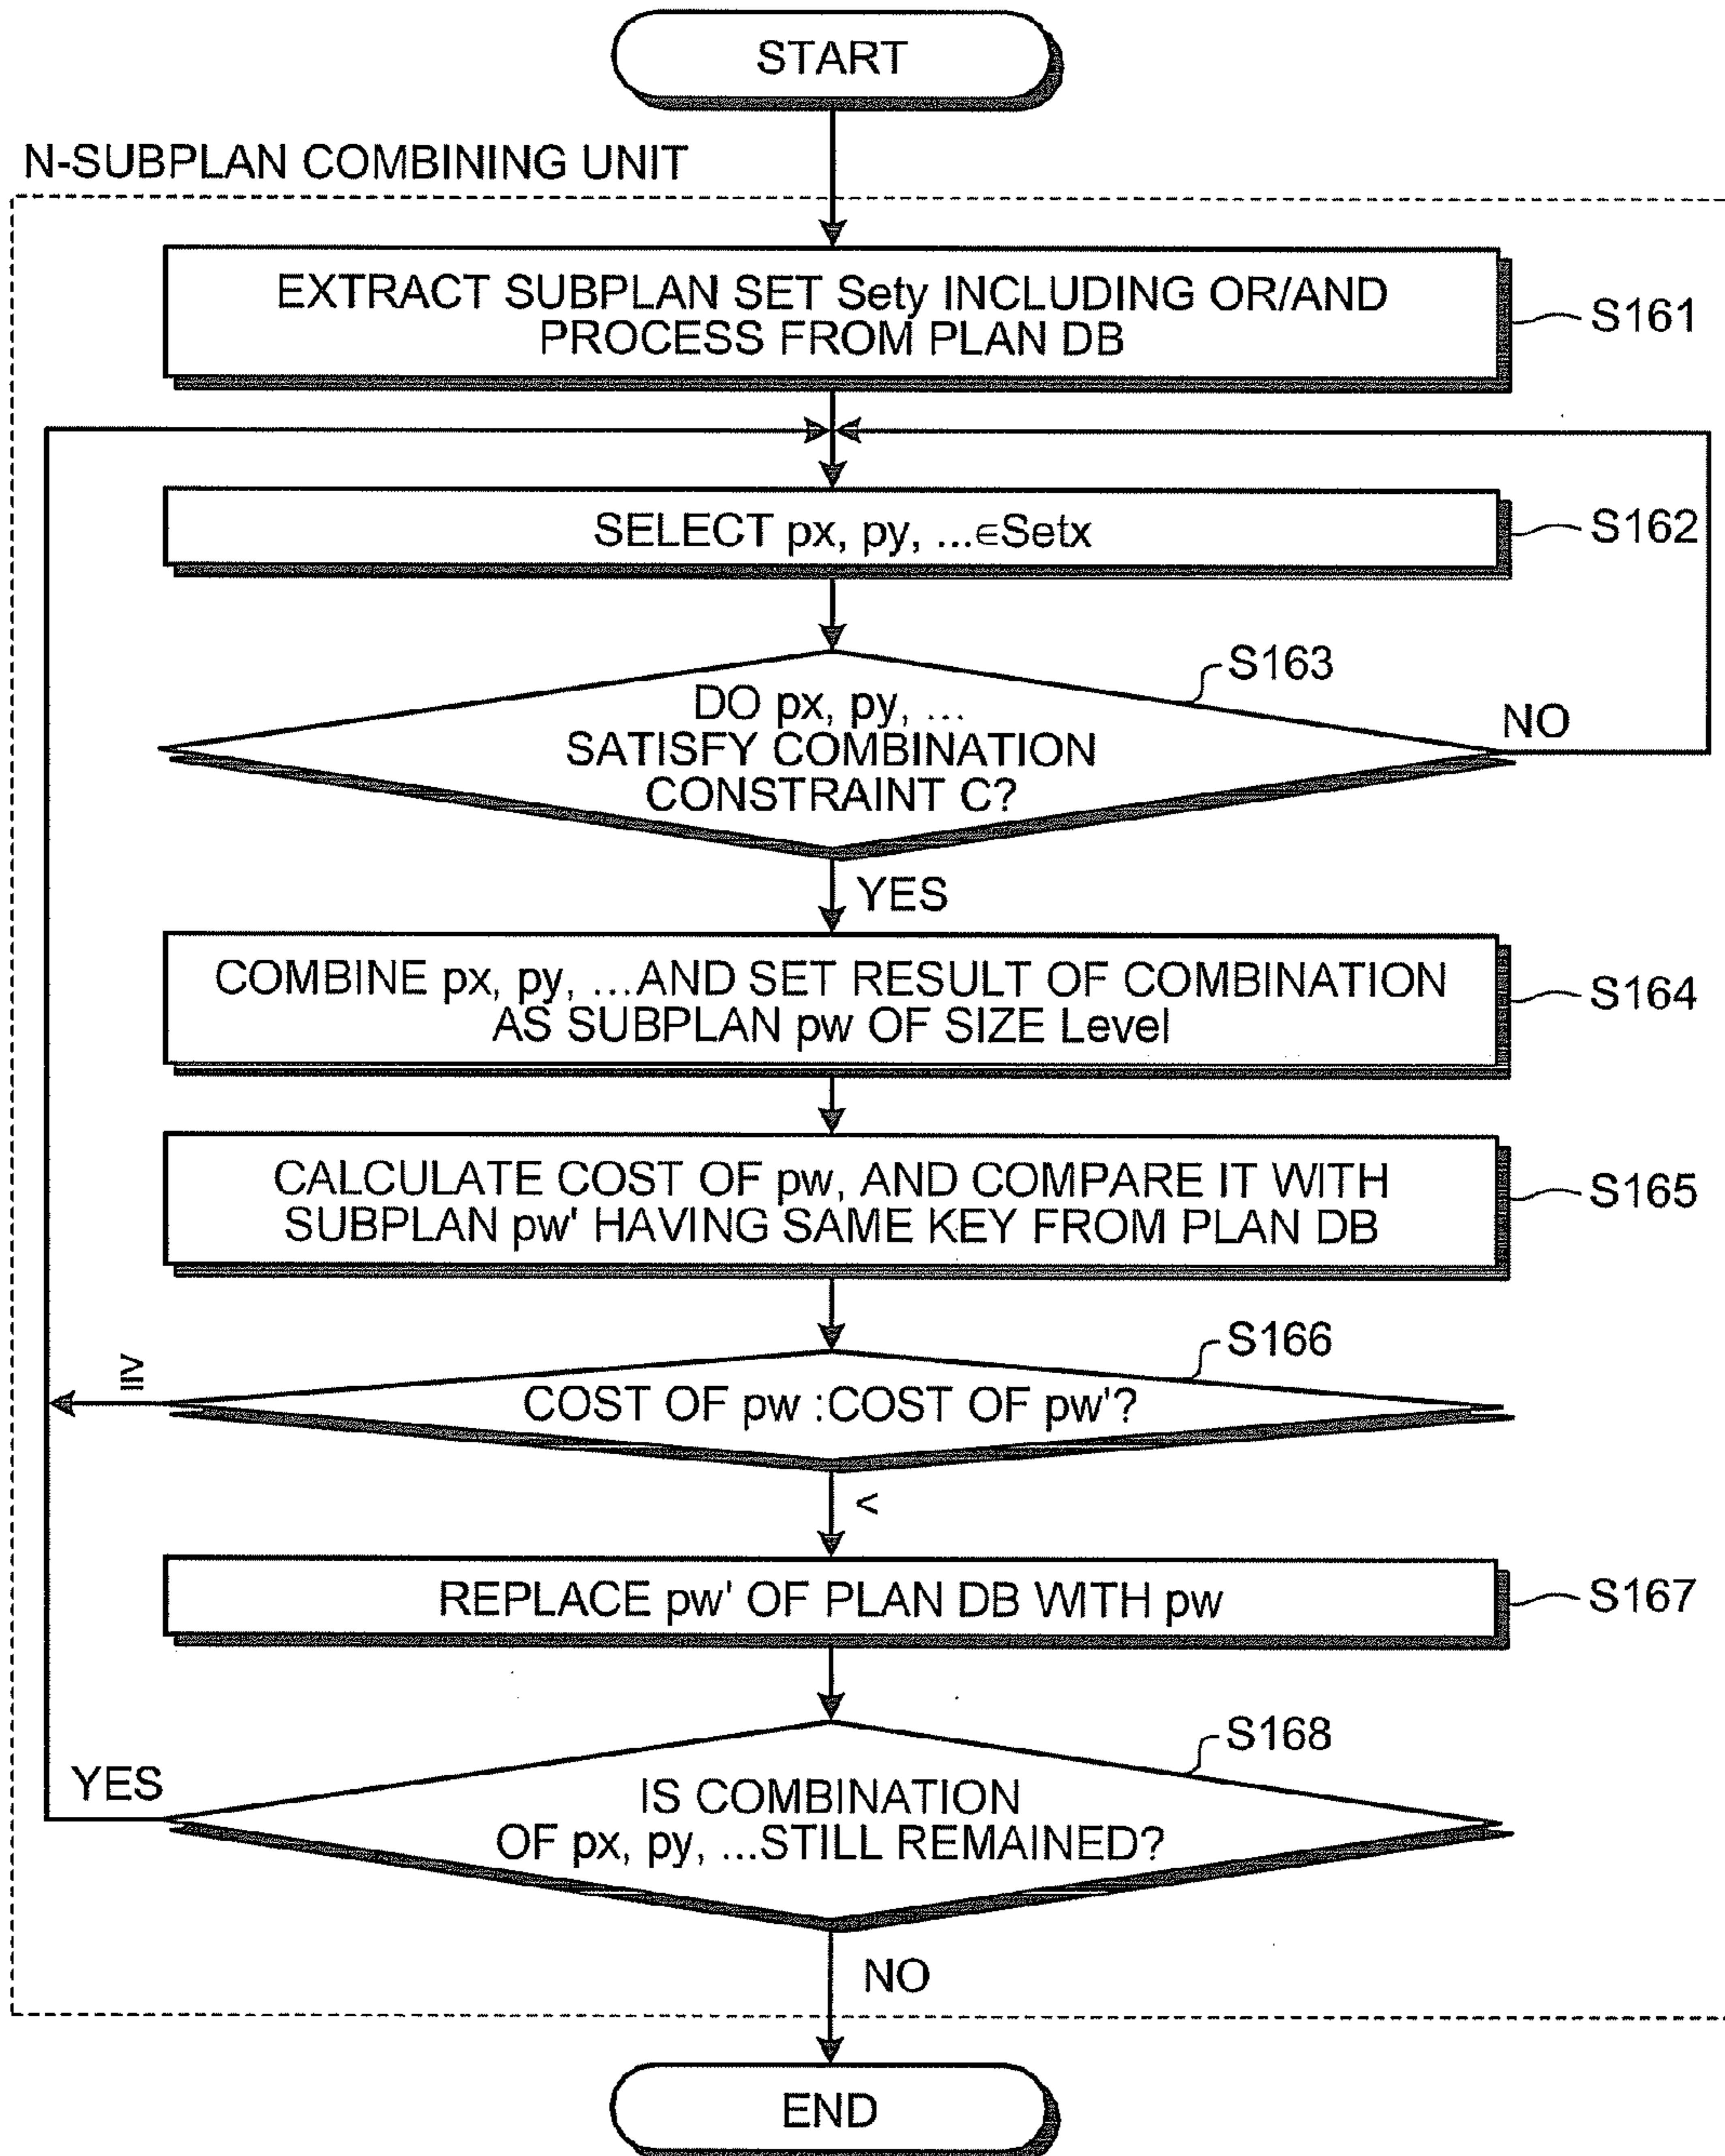 START
N-SUBPLAN COMBINING UNIT
EXTRACT SUBPLAN SET Sety INCLUDING OR/AND
PROCESS FROM PLAN DB
S161
SELECT px, py, ...∈Setx
S162
S163
DO px, py, ...
SATISFY COMBINATION
CONSTRAINT C?
NO
YES
COMBINE px, py, ...AND SET RESULT OF COMBINATION
AS SUBPLAN pw OF SIZE Level
S164
CALCULATE COST OF pw, AND COMPARE IT WITH
SUBPLAN pw' HAVING SAME KEY FROM PLAN DB
S165
S166
≧
COST OF pw :COST OF pw'?
<
REPLACE pw' OF PLAN DB WITH pw
S167
S168
YES
IS COMBINATION
OF px, py, ...STILL REMAINED?
NO
END